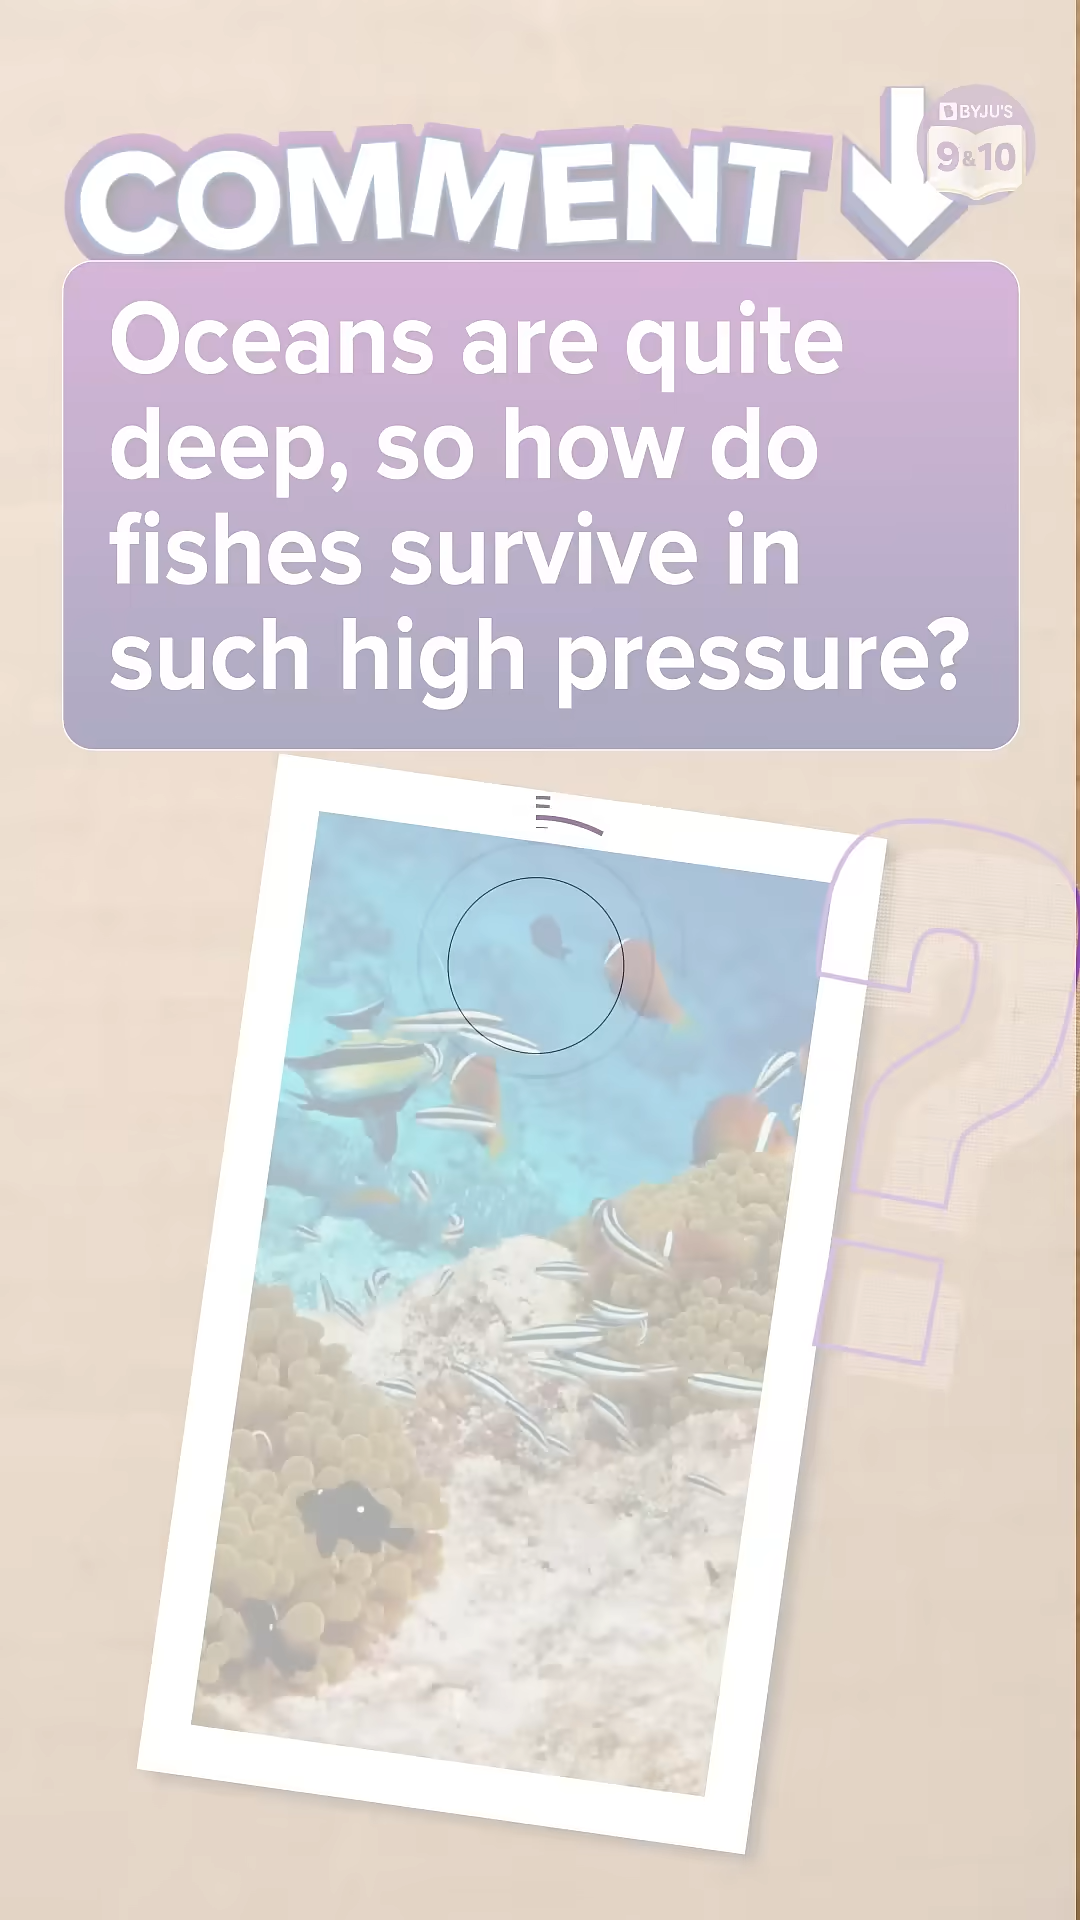 BYJU'S
9&10
COMMENT
Oceans are quite
deep, so how do
fishes survive in
such high pressure?
?